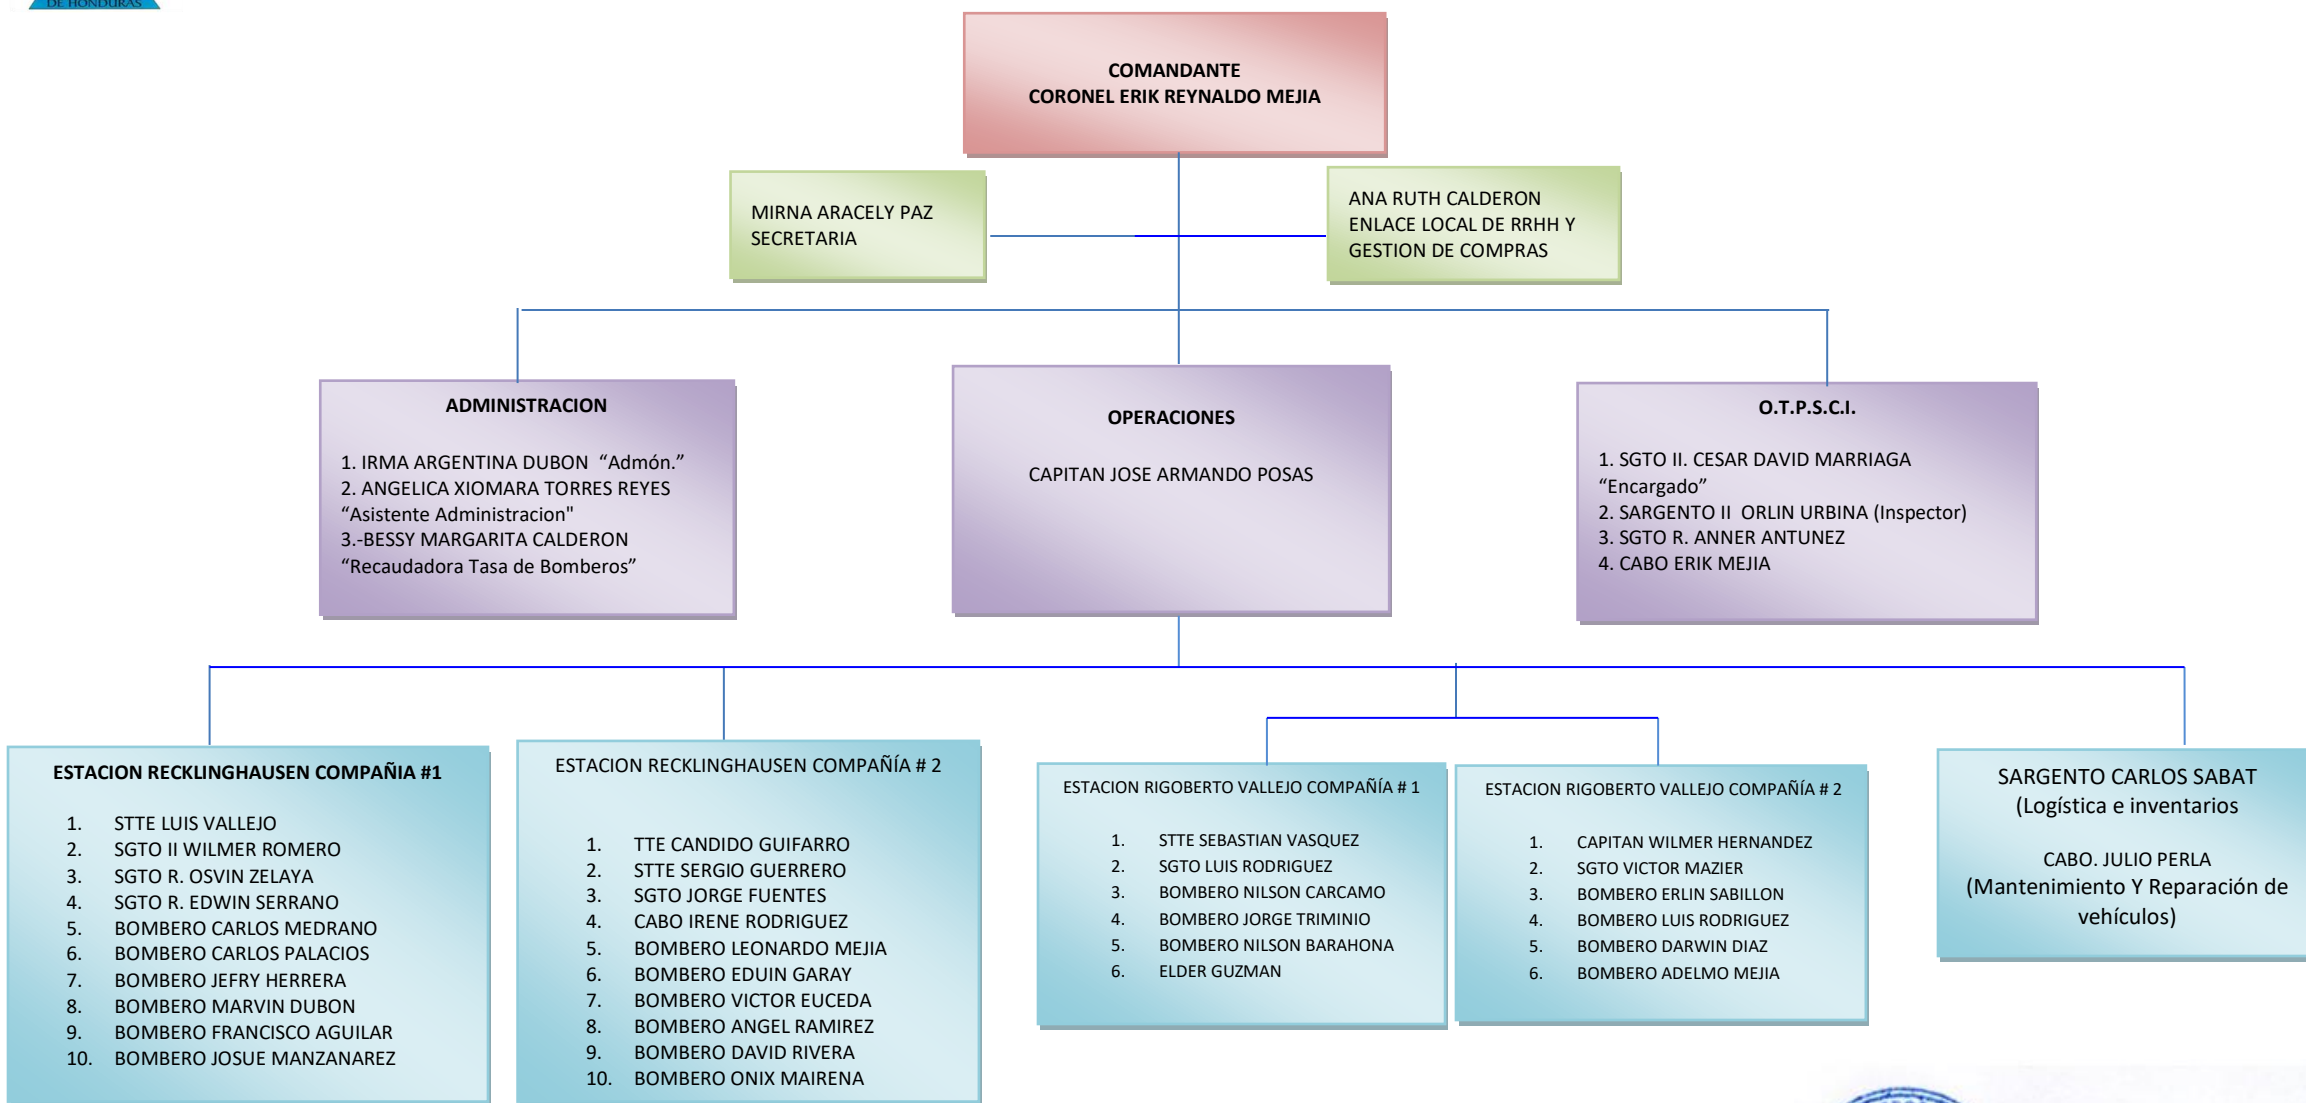 DE HONDURAS
COMANDANTE
CORONEL ERIK REYNALDO MEJIA
MIRNA ARACELY PAZ
SECRETARIA
ANA RUTH CALDERON
ENLACE LOCAL DE RRHH Y
GESTION DE COMPRAS
ADMINISTRACION
1. IRMA ARGENTINA DUBON “Admón.”
2. ANGELICA XIOMARA TORRES REYES
“Asistente Administracion"
3.-BESSY MARGARITA CALDERON
“Recaudadora Tasa de Bomberos”
OPERACIONES
CAPITAN JOSE ARMANDO POSAS
O.T.P.S.C.I.
1. SGTO II. CESAR DAVID MARRIAGA
“Encargado”
2. SARGENTO II ORLIN URBINA (Inspector)
3. SGTO R. ANNER ANTUNEZ
4. CABO ERIK MEJIA
ESTACION RECKLINGHAUSEN COMPAÑIA #1
1. STTE LUIS VALLEJO
2. SGTO II WILMER ROMERO
3. SGTO R. OSVIN ZELAYA
4. SGTO R. EDWIN SERRANO
5. BOMBERO CARLOS MEDRANO
6. BOMBERO CARLOS PALACIOS
7. BOMBERO JEFRY HERRERA
8. BOMBERO MARVIN DUBON
9. BOMBERO FRANCISCO AGUILAR
10. BOMBERO JOSUE MANZANAREZ
ESTACION RECKLINGHAUSEN COMPAÑÍA # 2
1. TTE CANDIDO GUIFARRO
2. STTE SERGIO GUERRERO
3. SGTO JORGE FUENTES
4. CABO IRENE RODRIGUEZ
5. BOMBERO LEONARDO MEJIA
6. BOMBERO EDUIN GARAY
7. BOMBERO VICTOR EUCEDA
8. BOMBERO ANGEL RAMIREZ
9. BOMBERO DAVID RIVERA
10. BOMBERO ONIX MAIRENA
ESTACION RIGOBERTO VALLEJO COMPAÑÍA # 1
1. STTE SEBASTIAN VASQUEZ
2. SGTO LUIS RODRIGUEZ
3. BOMBERO NILSON CARCAMO
4. BOMBERO JORGE TRIMINIO
5. BOMBERO NILSON BARAHONA
6. ELDER GUZMAN
ESTACION RIGOBERTO VALLEJO COMPAÑÍA # 2
1. CAPITAN WILMER HERNANDEZ
2. SGTO VICTOR MAZIER
3. BOMBERO ERLIN SABILLON
4. BOMBERO LUIS RODRIGUEZ
5. BOMBERO DARWIN DIAZ
6. BOMBERO ADELMO MEJIA
SARGENTO CARLOS SABAT
(Logística e inventarios
CABO. JULIO PERLA
(Mantenimiento Y Reparación de
vehículos)